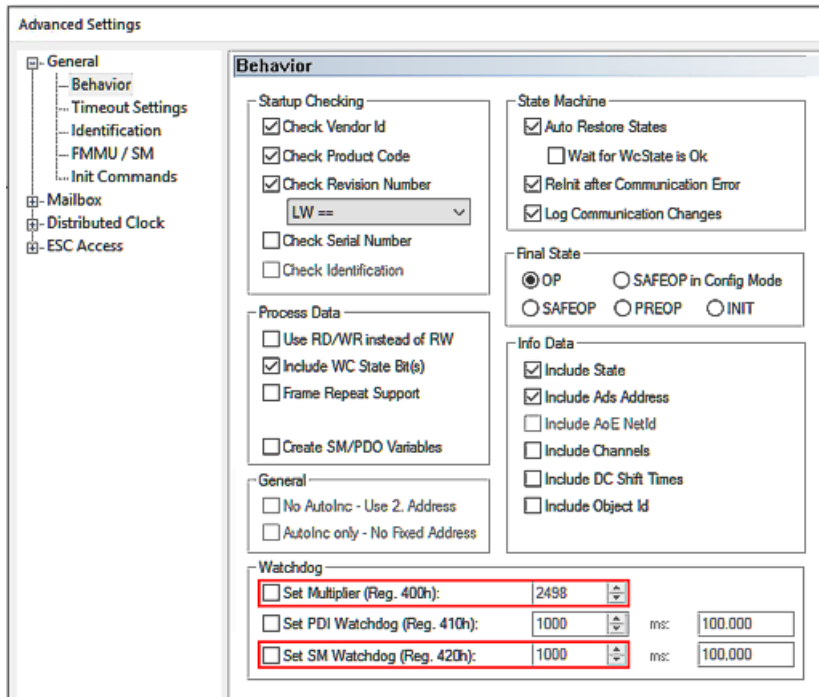 Advanced Settings
General
Behavior
Timeout Settings
Identification
FMMU / SM
Init Commands
Mailbox
Distributed Clock
ESC Access
Behavior
Startup Checking
Check Vendor Id
Check Product Code
Check Revision Number
LW ==
Check Serial Number
Check Identification
Process Data
Use RD/WR instead of RW
Include WC State Bit(s)
Frame Repeat Support
Create SM/PDO Variables
General
No AutoInc - Use 2. Address
AutoInc only - No Fixed Address
State Machine
Auto Restore States
Wait for WcState is Ok
ReInit after Communication Error
Log Communication Changes
Final State
OP SAFEOP in Config Mode
SAFEOP PREOP INIT
Info Data
Include State
Include Ads Address
Include AoE NetId
Include Channels
Include DC Shift Times
Include Object Id
Watchdog
Set Multiplier (Reg. 400h): 2498
Set PDI Watchdog (Reg. 410h): 1000 ms: 100.000
Set SM Watchdog (Reg. 420h): 1000 ms: 100.000